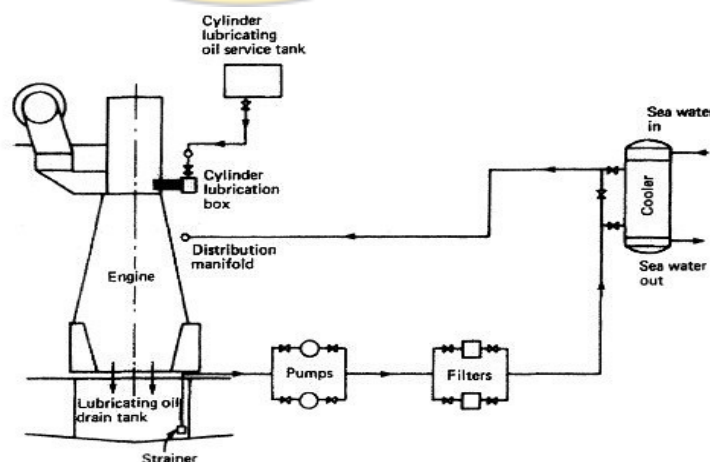 Cylinder
lubricating
oil service tank
Sea water
in
Cylinder
lubrication
box
Cooler
Distribution
manifold
Engine
Sea water
out
Pumps
Filters
Lubricating oil
drain tank
Strainer